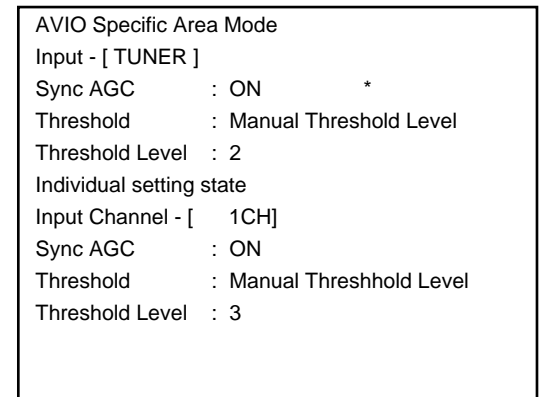 AVIO Specific Area Mode
Input - [ TUNER ]
Sync AGC : ON *
Threshold : Manual Threshold Level
Threshold Level : 2
Individual setting state
Input Channel - [ 1CH]
Sync AGC : ON
Threshold : Manual Threshhold Level
Threshold Level : 3